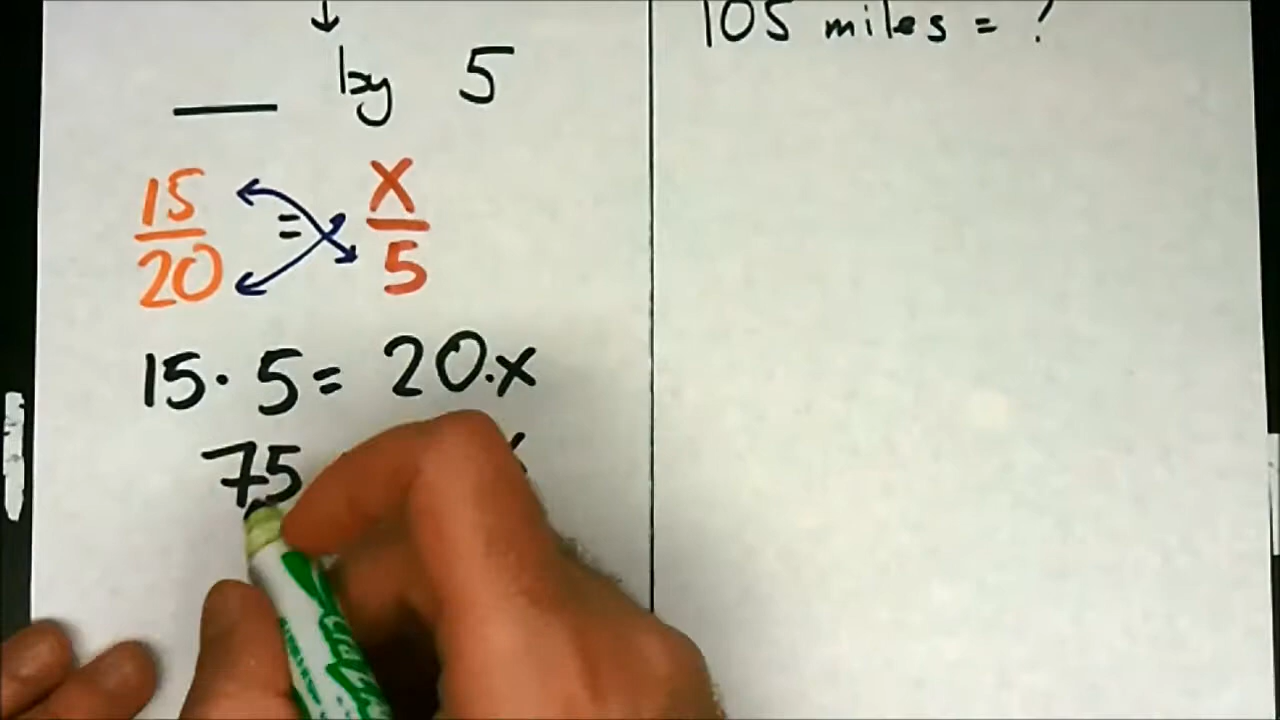 by 5
15/20 = x/5
15 · 5 = 20 · x
75
105 miles = ?